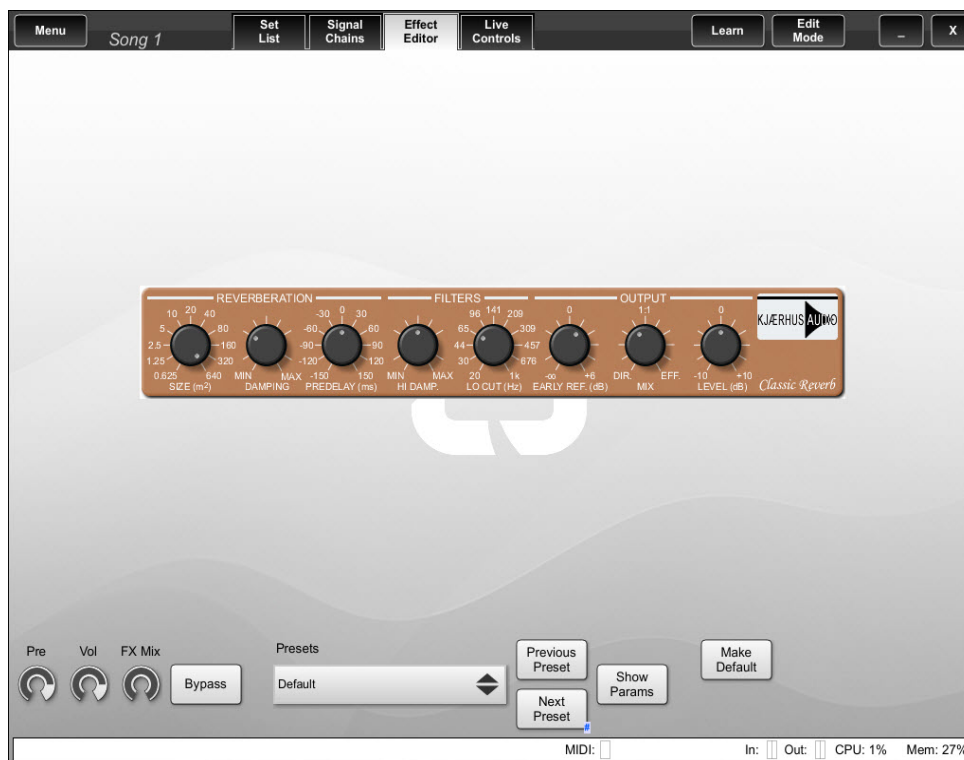 Menu
Song 1
Set List
Signal Chains
Effect Editor
Live Controls
Learn
Edit Mode
_
X
REVERBERATION
FILTERS
OUTPUT
0.625 1.25 2.5 5 10 20 40 80 160 320 640
SIZE (m²)
MIN MAX
DAMPING
-150 -120 -90 -60 -30 0 30 60 90 120 150
PREDELAY (ms)
MIN MAX
HI DAMP.
20 30 44 65 96 141 209 309 457 676 1k
LO CUT (Hz)
-∞ 0 +6
EARLY REF. (dB)
DIR. 1:1 EFF.
MIX
-10 0 +10
LEVEL (dB)
KJÆRHUS AUDIO
Classic Reverb
Pre
Vol
FX Mix
Bypass
Presets
Default
Previous Preset
Next Preset
#
Show Params
Make Default
MIDI:
In:
Out:
CPU: 1%
Mem: 27%